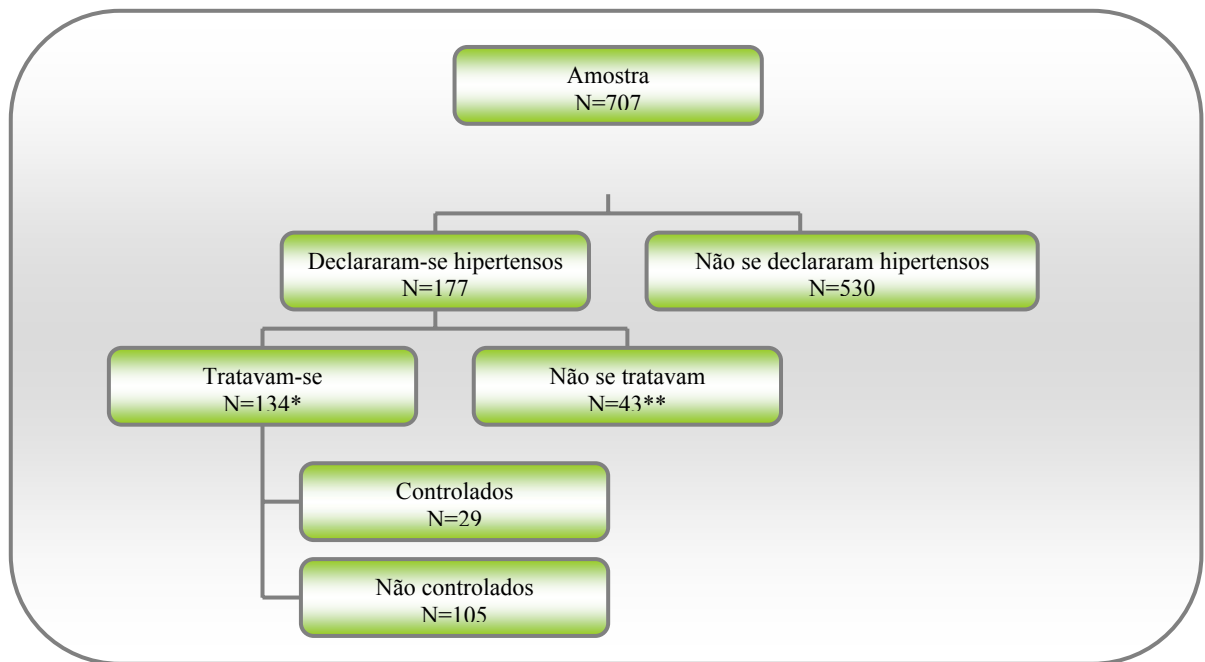 Amostra
N=707
Declararam-se hipertensos
N=177
Não se declararam hipertensos
N=530
Tratavam-se
N=134*
Não se tratavam
N=43**
Controlados
N=29
Não controlados
N=105